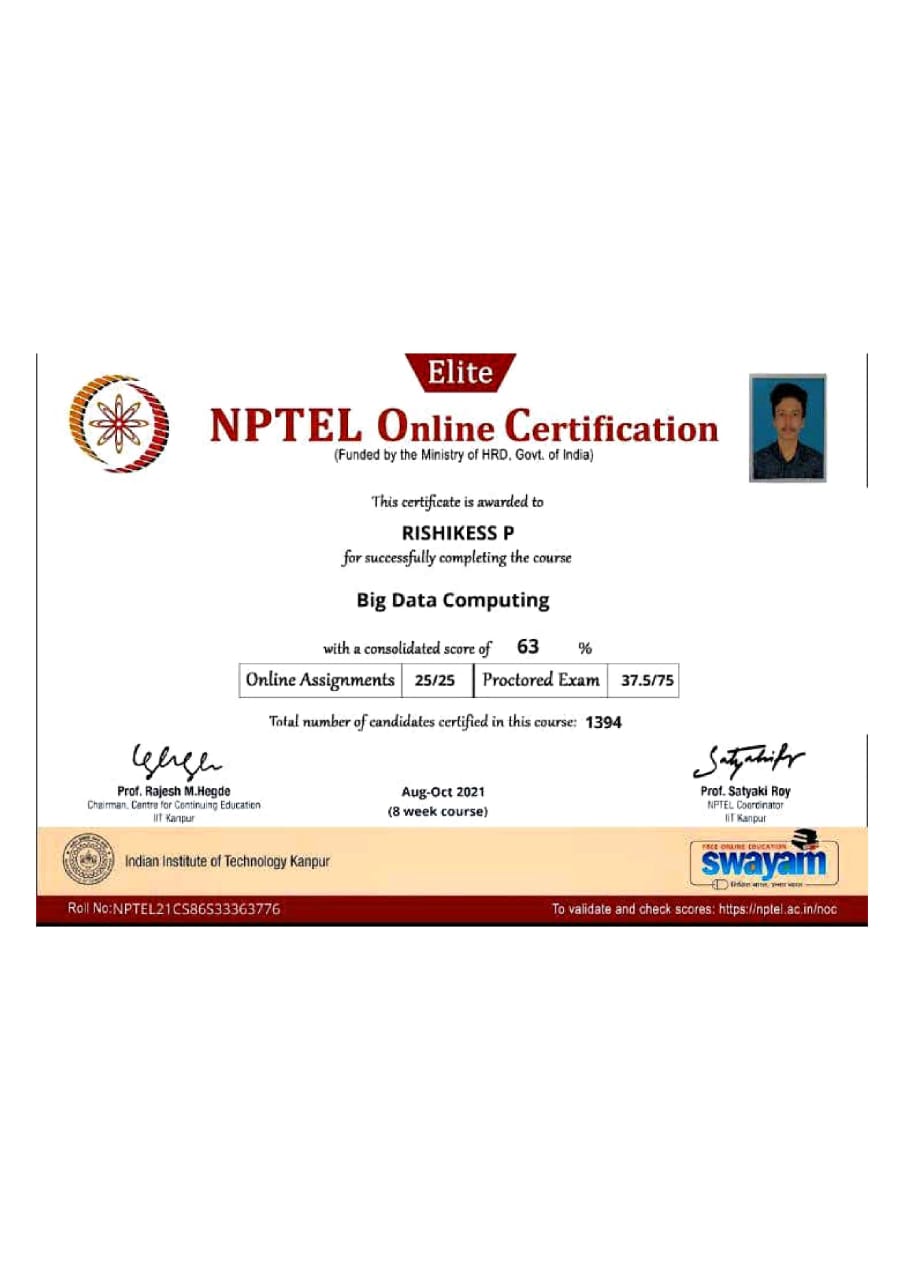 Elite
NPTEL Online Certification
(Funded by the Ministry of HRD, Govt. of India)
This certificate is awarded to
RISHIKESS P
for successfully completing the course
Big Data Computing
with a consolidated score of 63 %
Online Assignments 25/25 Proctored Exam 37.5/75
Total number of candidates certified in this course: 1394
Prof. Rajesh M.Hegde
Chairman, Centre for Continuing Education
IIT Kanpur
Aug-Oct 2021
(8 week course)
Prof. Satyaki Roy
NPTEL Coordinator
IIT Kanpur
Indian Institute of Technology Kanpur
FREE ONLINE EDUCATION
swayam
शिक्षित भारत, उन्नत भारत
Roll No:NPTEL21CS86S33363776
To validate and check scores: https://nptel.ac.in/noc